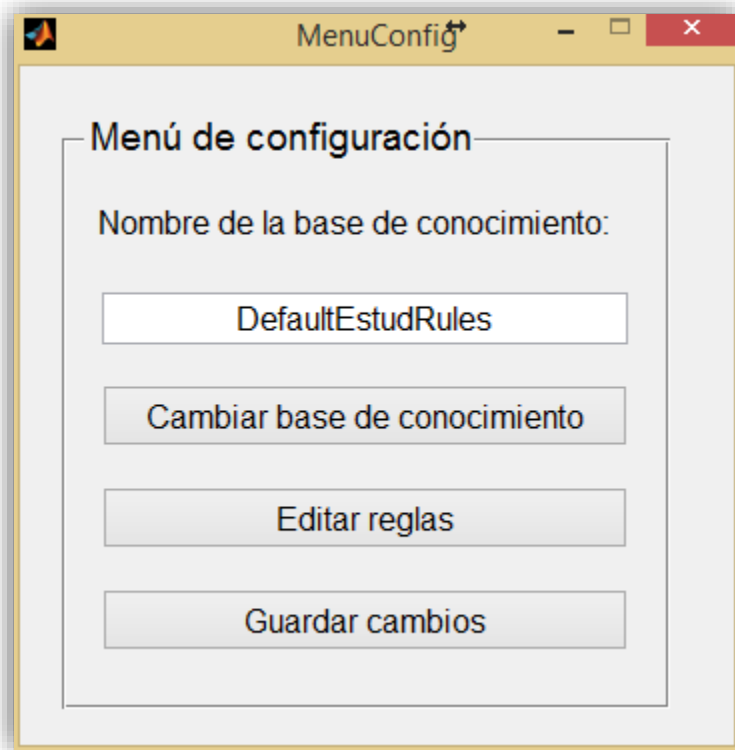 MenuConfig
Menú de configuración
Nombre de la base de conocimiento:
DefaultEstudRules
Cambiar base de conocimiento
Editar reglas
Guardar cambios